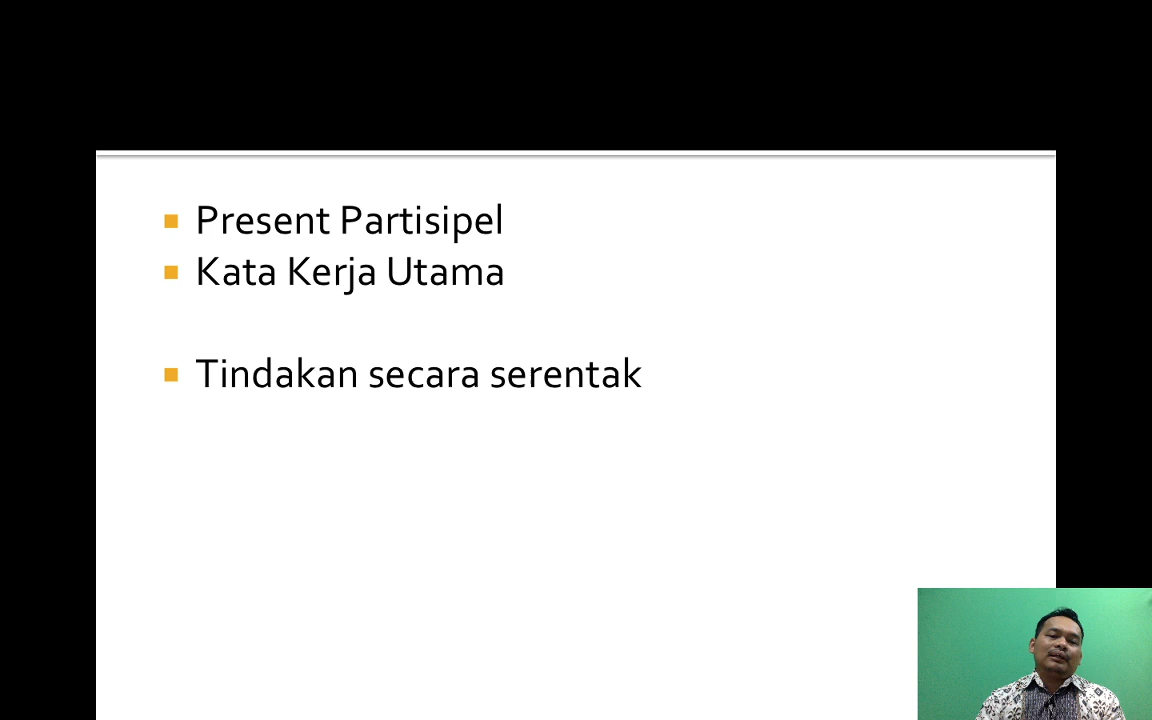 Present Partisipel
Kata Kerja Utama
Tindakan secara serentak